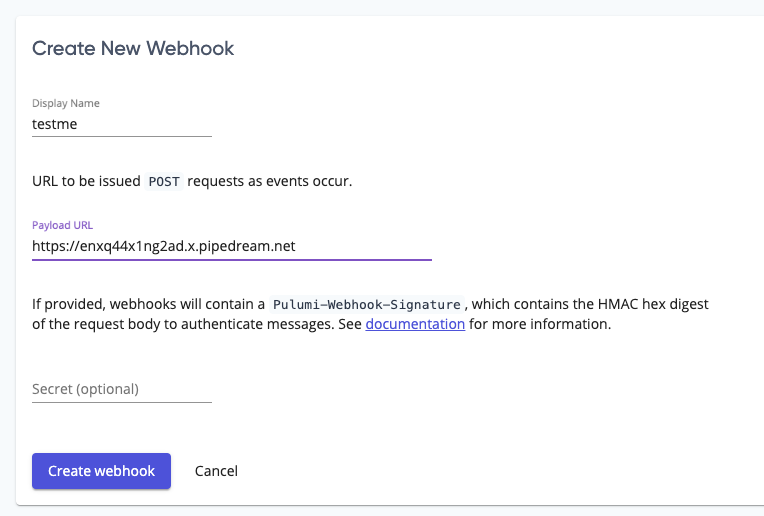 Create New Webhook
Display Name
testme
URL to be issued POST requests as events occur.
Payload URL
https://enxq44x1ng2ad.x.pipedream.net
If provided, webhooks will contain a Pulumi-Webhook-Signature, which contains the HMAC hex digest
of the request body to authenticate messages. See documentation for more information.
Secret (optional)
Create webhook Cancel